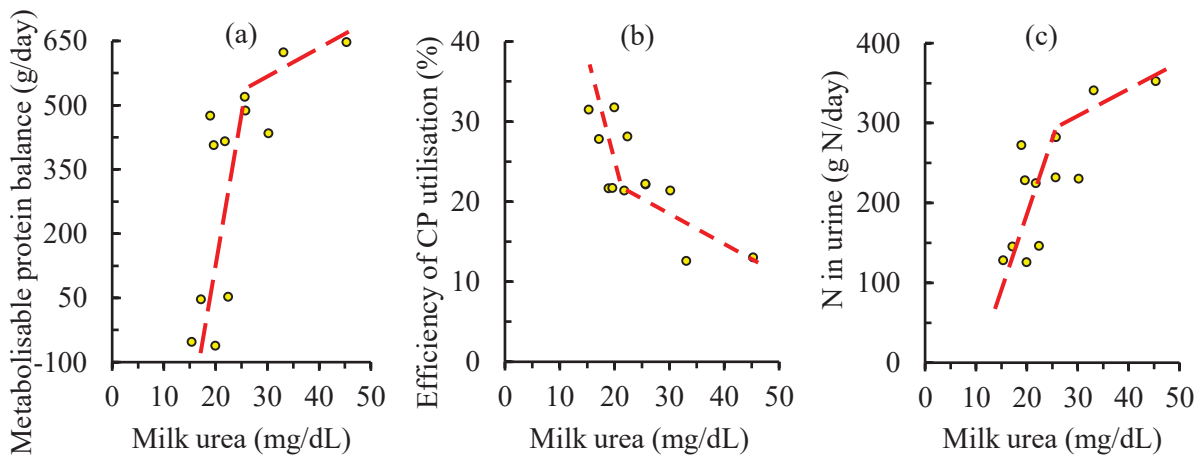 (a)
Metabolisable protein balance (g/day)
650
500
350
200
50
-100
0 10 20 30 40 50
Milk urea (mg/dL)
(b)
Efficiency of CP utilisation (%)
40
30
20
10
0
0 10 20 30 40 50
Milk urea (mg/dL)
(c)
N in urine (g N/day)
400
300
200
100
0
0 10 20 30 40 50
Milk urea (mg/dL)